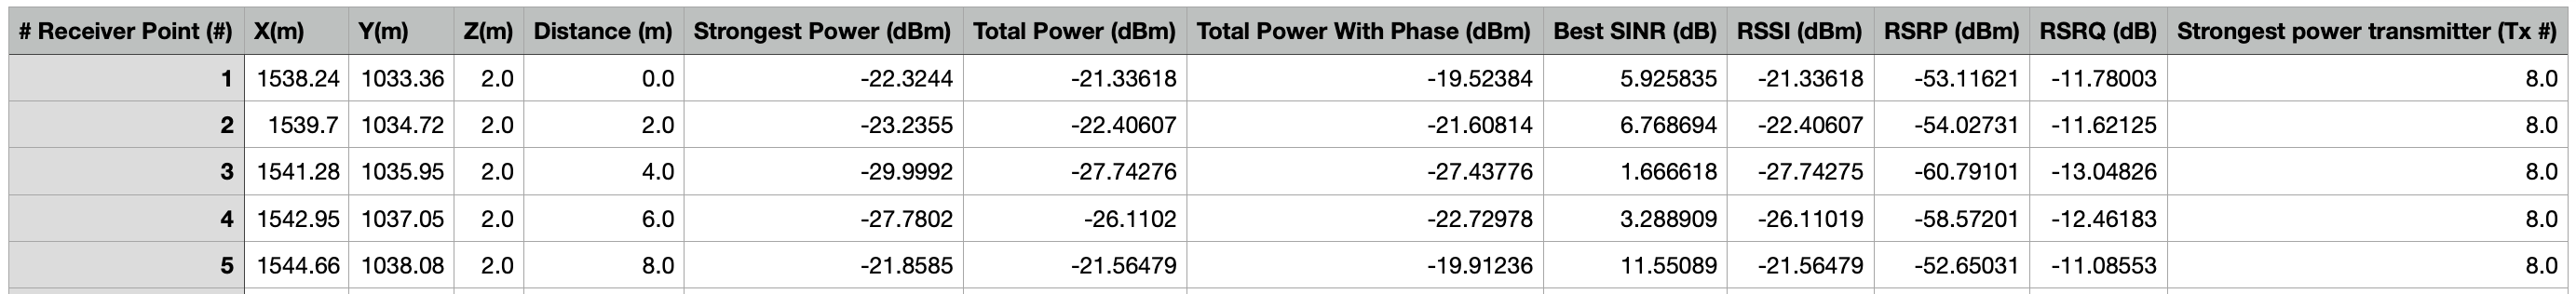 # Receiver Point (#) X(m) Y(m) Z(m) Distance (m) Strongest Power (dBm) Total Power (dBm) Total Power With Phase (dBm) Best SINR (dB) RSSI (dBm) RSRP (dBm) RSRQ (dB) Strongest power transmitter (Tx #)
1 1538.24 1033.36 2.0 0.0 -22.3244 -21.33618 -19.52384 5.925835 -21.33618 -53.11621 -11.78003 8.0
2 1539.7 1034.72 2.0 2.0 -23.2355 -22.40607 -21.60814 6.768694 -22.40607 -54.02731 -11.62125 8.0
3 1541.28 1035.95 2.0 4.0 -29.9992 -27.74276 -27.43776 1.666618 -27.74275 -60.79101 -13.04826 8.0
4 1542.95 1037.05 2.0 6.0 -27.7802 -26.1102 -22.72978 3.288909 -26.11019 -58.57201 -12.46183 8.0
5 1544.66 1038.08 2.0 8.0 -21.8585 -21.56479 -19.91236 11.55089 -21.56479 -52.65031 -11.08553 8.0